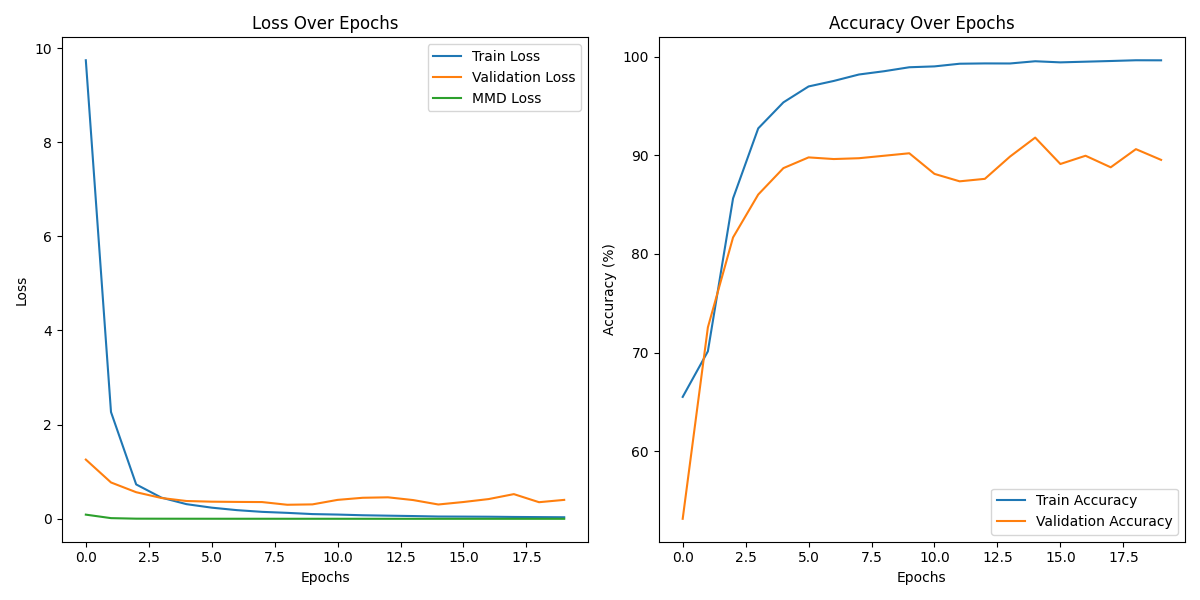 Loss Over Epochs
Train Loss
Validation Loss
MMD Loss
10
8
6
4
2
0
Loss
0.0 2.5 5.0 7.5 10.0 12.5 15.0 17.5
Epochs
Accuracy Over Epochs
100
90
80
70
60
Accuracy (%)
Train Accuracy
Validation Accuracy
0.0 2.5 5.0 7.5 10.0 12.5 15.0 17.5
Epochs